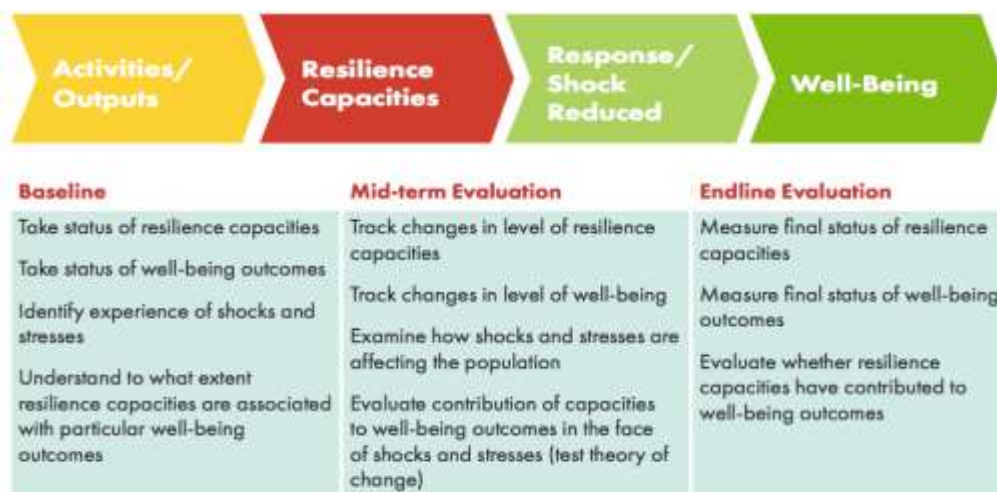 Activities/
Outputs
Resilience
Capacities
Response/
Shock
Reduced
Well-Being
Baseline
Take status of resilience capacities
Take status of well-being outcomes
Identify experience of shocks and
stresses
Understand to what extent
resilience capacities are associated
with particular well-being
outcomes
Mid-term Evaluation
Track changes in level of resilience
capacities
Track changes in level of well-being
Examine how shocks and stresses are
affecting the population
Evaluate contribution of capacities
to well-being outcomes in the face
of shocks and stresses (test theory of
change)
Endline Evaluation
Measure final status of resilience
capacities
Measure final status of well-being
outcomes
Evaluate whether resilience
capacities have contributed to
well-being outcomes